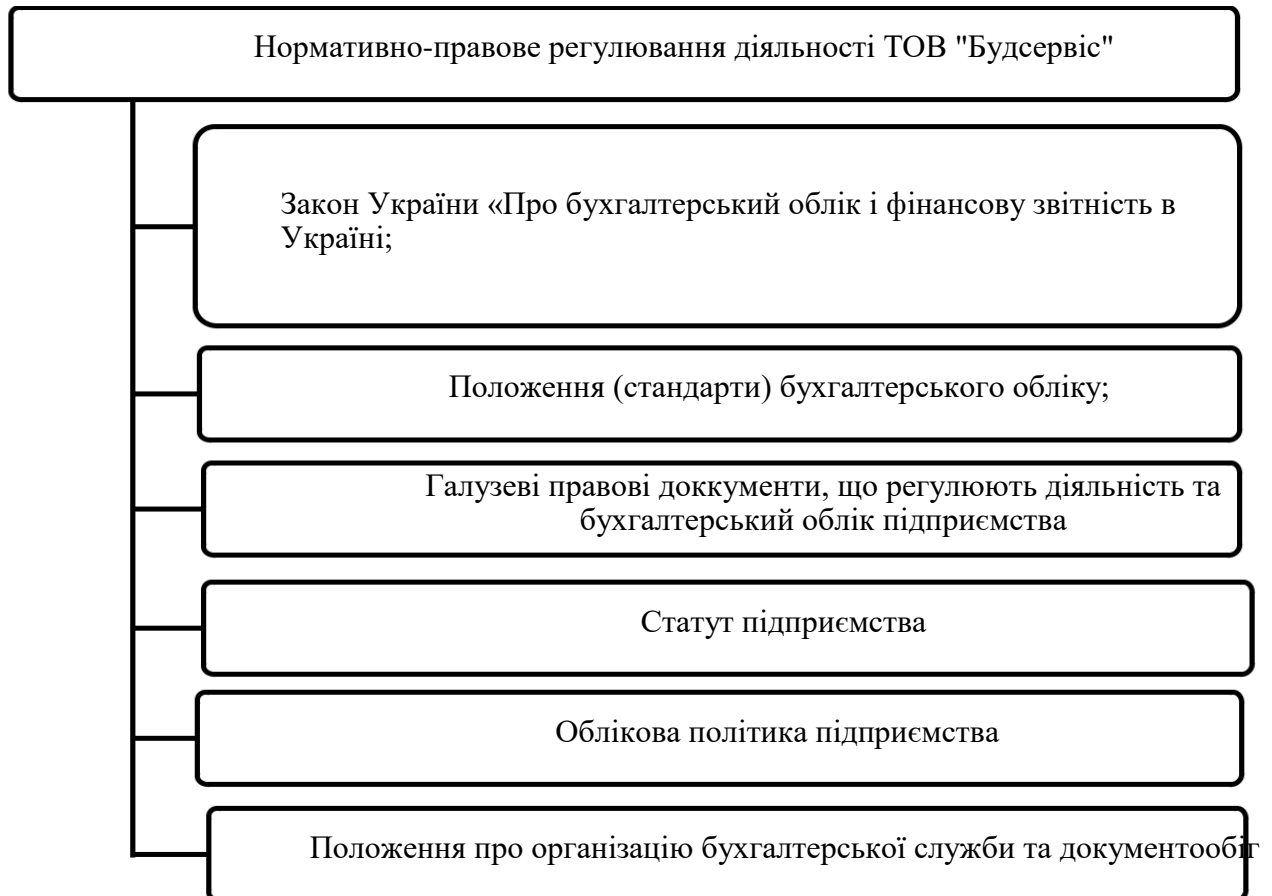 Нормативно-правове регулювання діяльності ТОВ "Будсервіс"
Закон України «Про бухгалтерський облік і фінансову звітність в
Україні;
Положення (стандарти) бухгалтерського обліку;
Галузеві правові доккументи, що регулюють діяльність та
бухгалтерський облік підприємства
Статут підприємства
Облікова політика підприємства
Положення про організацію бухгалтерської служби та документообіг